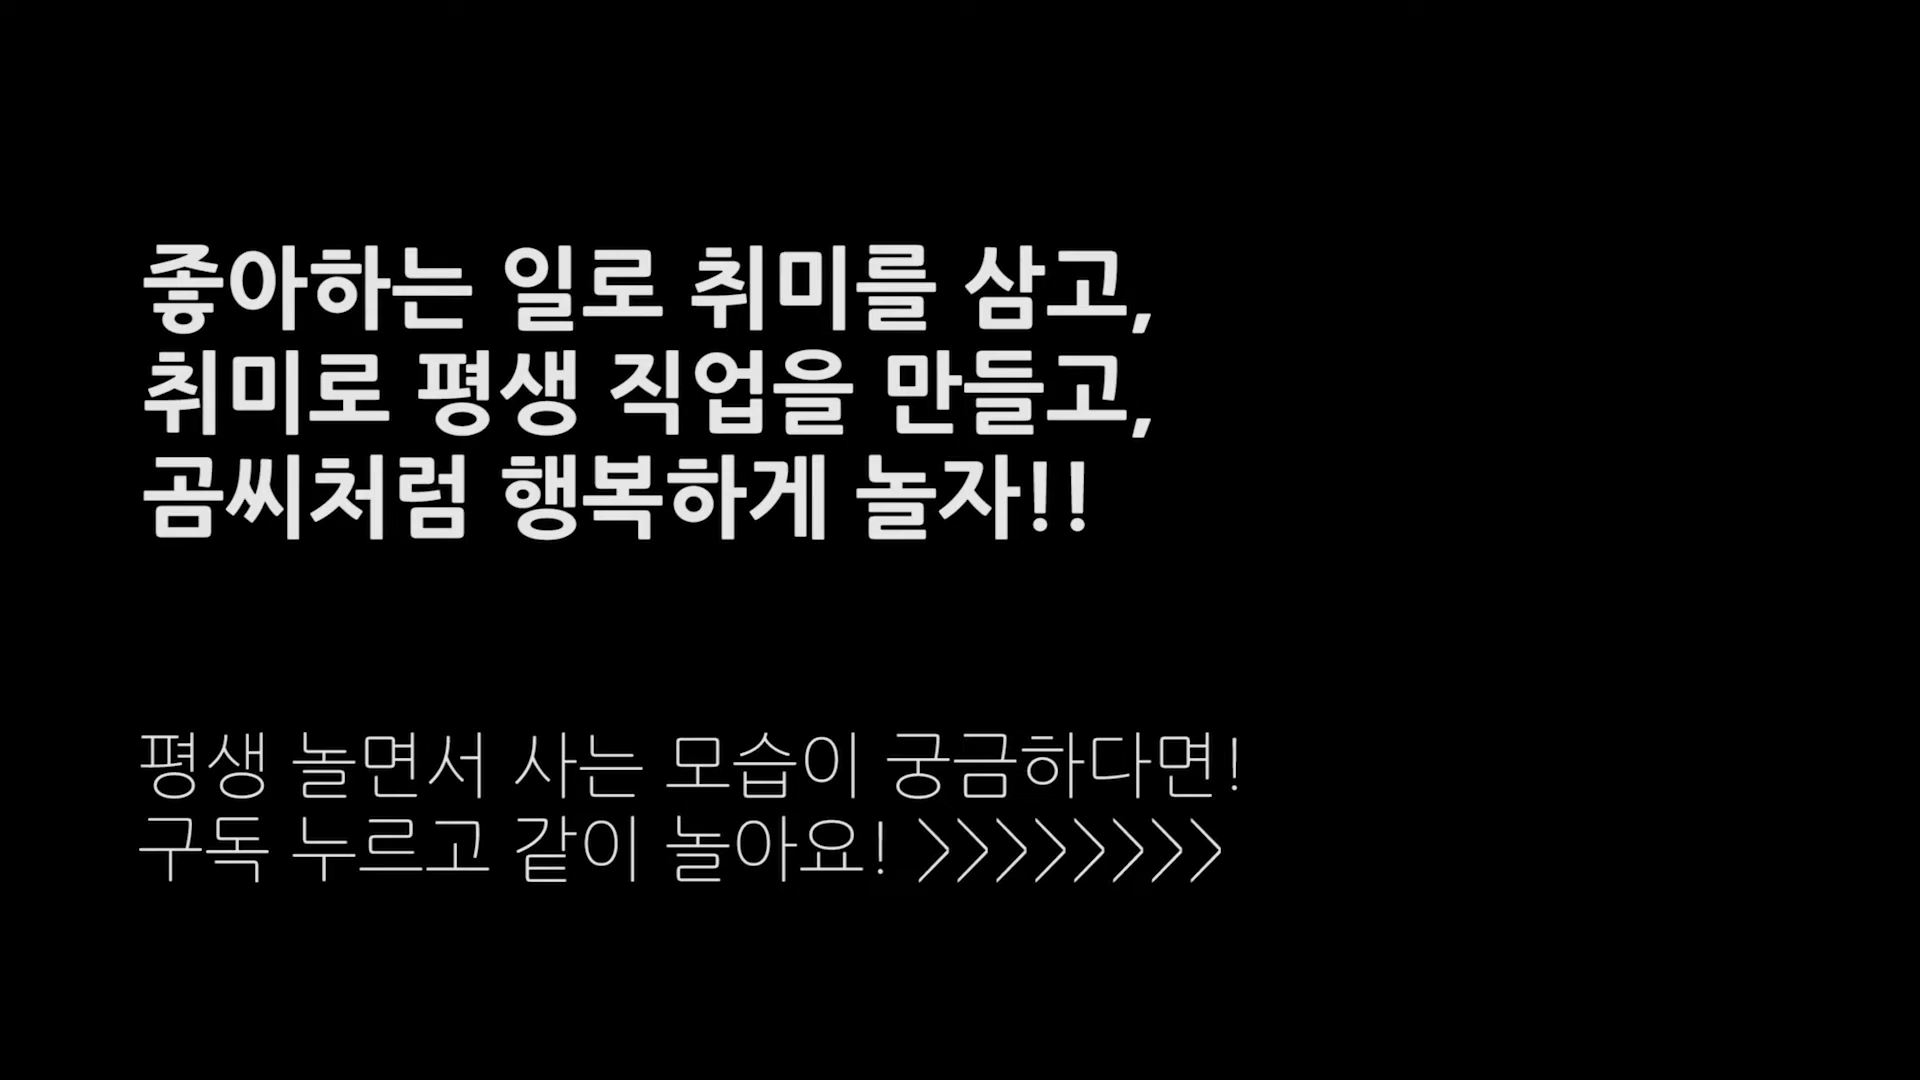 좋아하는 일로 취미를 삼고,
취미로 평생 직업을 만들고,
곰씨처럼 행복하게 놀자!!
평생 놀면서 사는 모습이 궁금하다면!
구독 누르고 같이 놀아요! >>>>>>>>